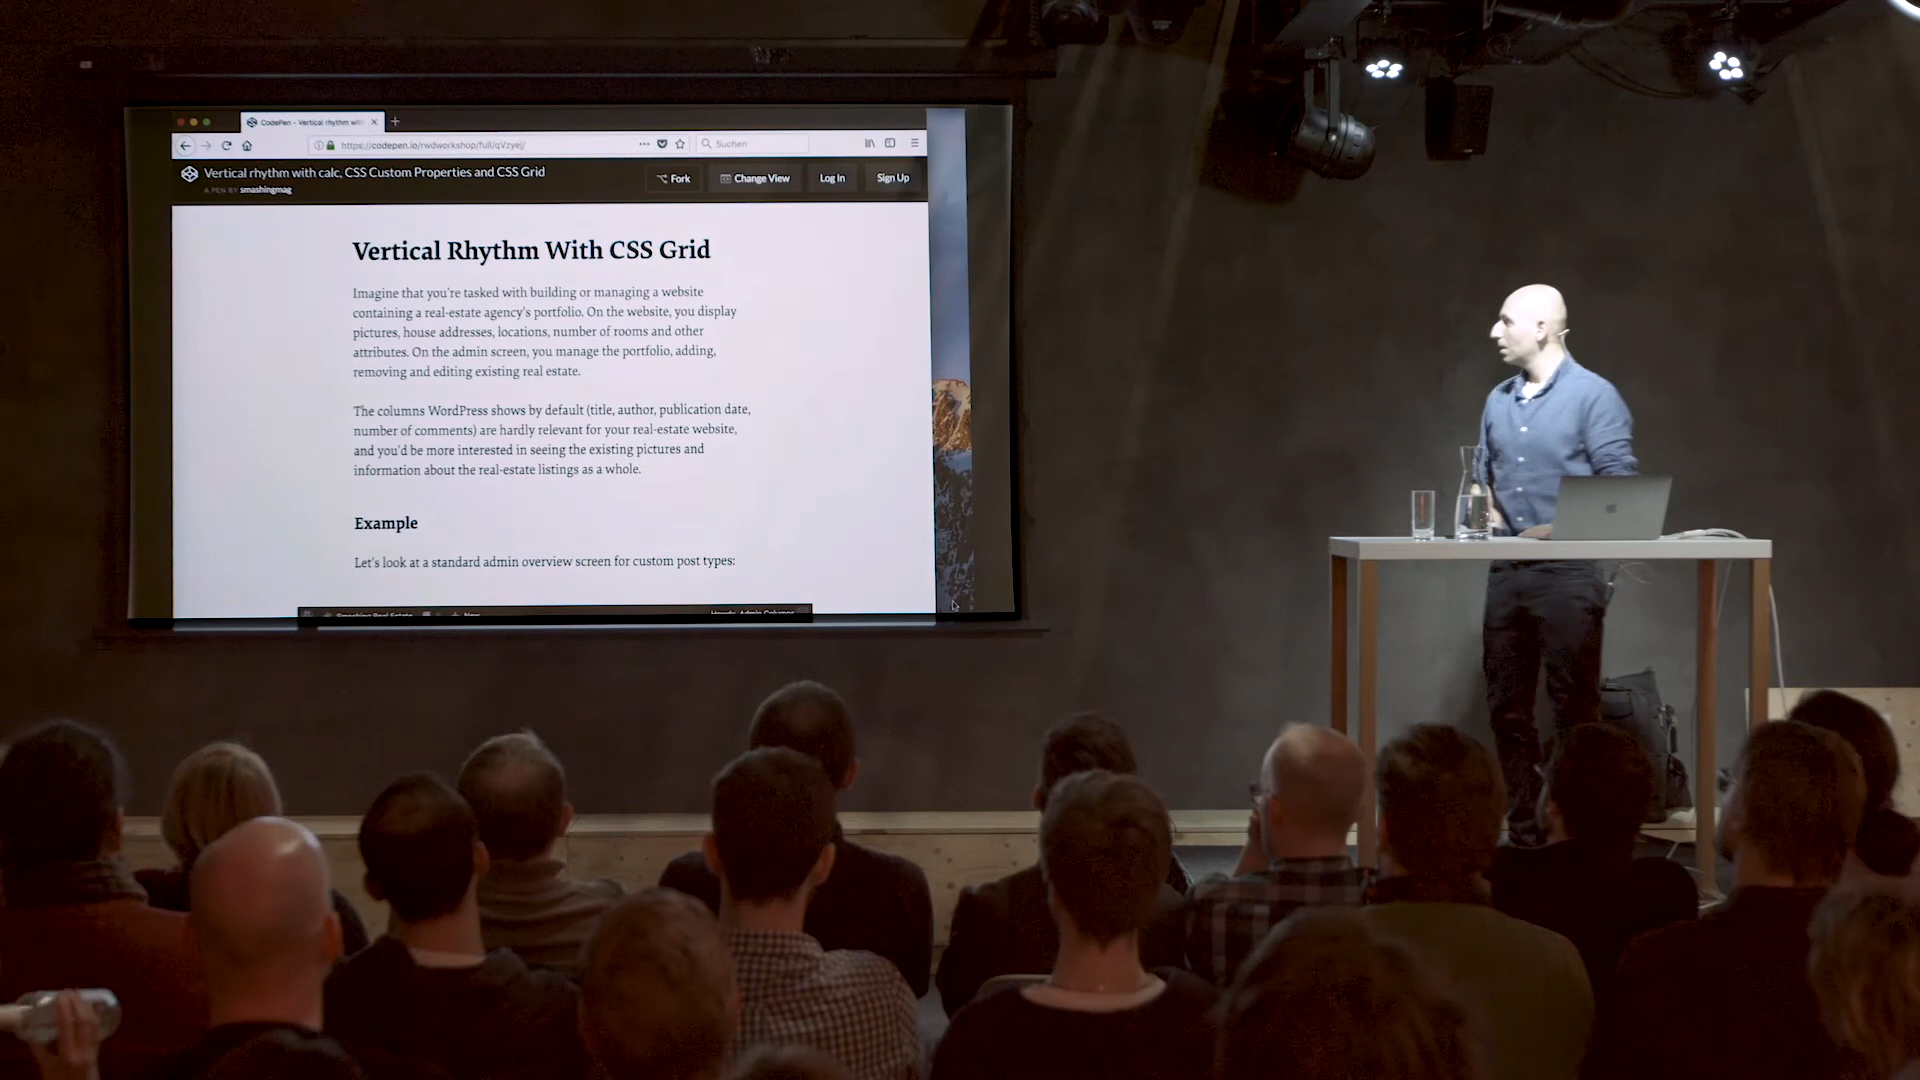 CodePen - Vertical rhythm with
https://codepen.io/rwdworkshop/full/qVzyej/
Suchen
Vertical rhythm with calc, CSS Custom Properties and CSS Grid
A PEN BY smashingmag
Fork
Change View
Log In
Sign Up
Vertical Rhythm With CSS Grid
Imagine that you're tasked with building or managing a website
containing a real-estate agency's portfolio. On the website, you display
pictures, house addresses, locations, number of rooms and other
attributes. On the admin screen, you manage the portfolio, adding,
removing and editing existing real estate.
The columns WordPress shows by default (title, author, publication date,
number of comments) are hardly relevant for your real-estate website,
and you'd be more interested in seeing the existing pictures and
information about the real-estate listings as a whole.
Example
Let's look at a standard admin overview screen for custom post types:
Smashing Real Estate
New
Howdy, Admin Columns